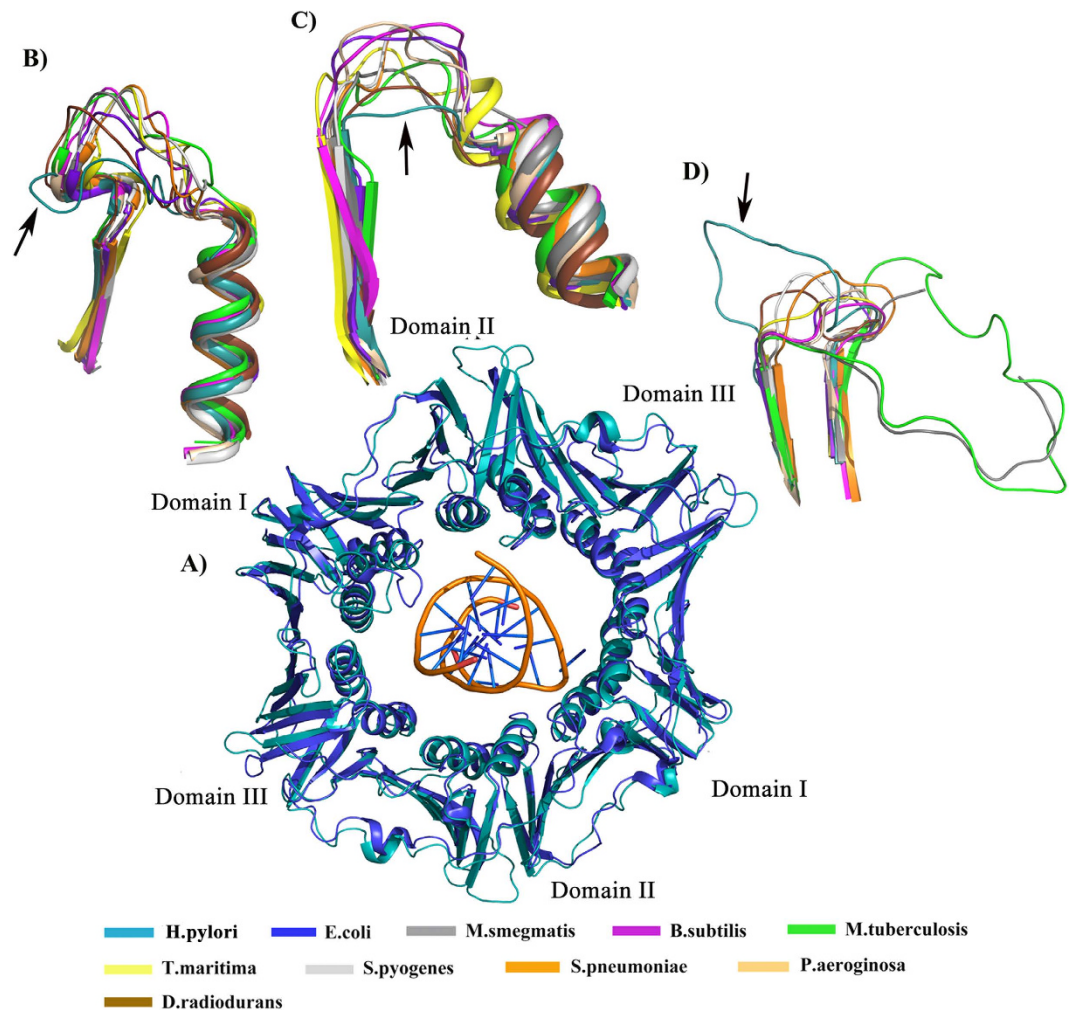 C)
B)
D)
Domain II
Domain III
Domain I
A)
Domain I
Domain III
Domain II
H.pylori E.coli M.smegmatis B.subtilis M.tuberculosis
T.maritima S.pyogenes S.pneumoniae P.aeroginosa
D.radiodurans